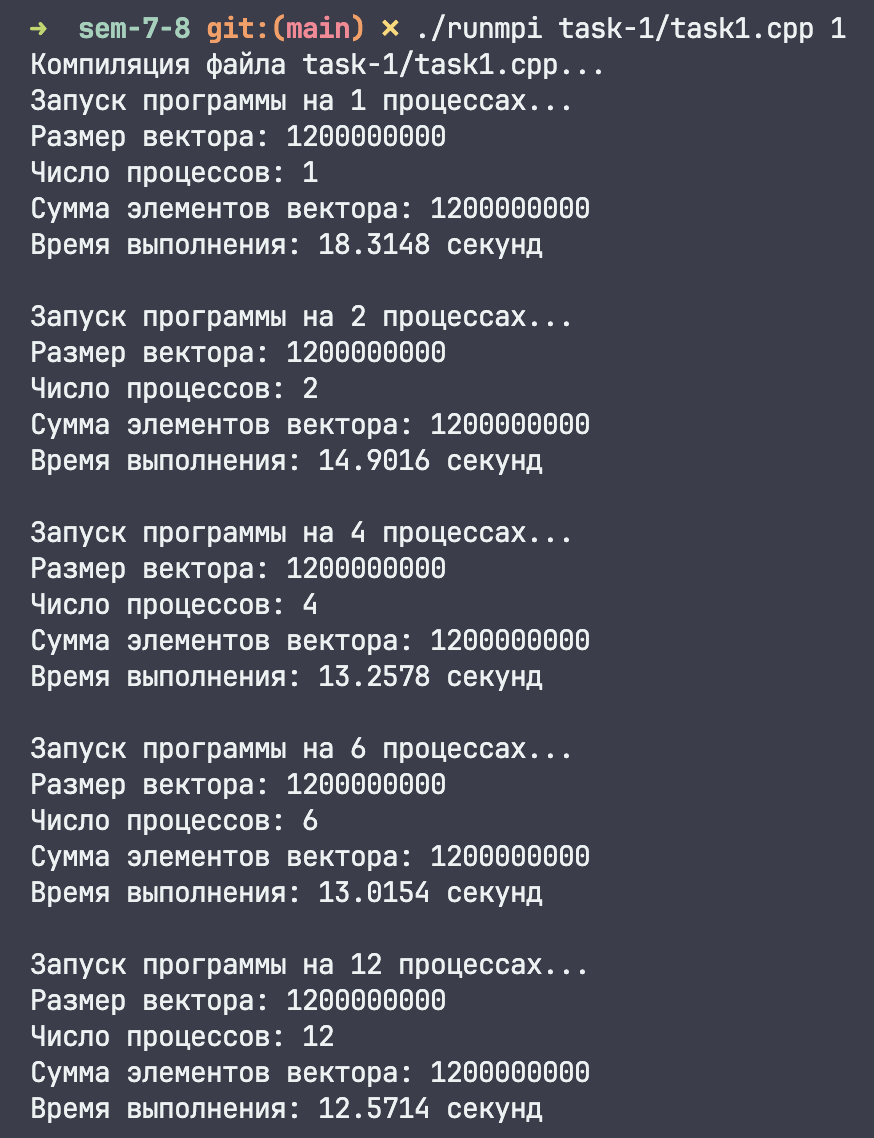 → sem-7-8 git:(main) × ./runmpi task-1/task1.cpp 1
Компиляция файла task-1/task1.cpp...
Запуск программы на 1 процессах...
Размер вектора: 1200000000
Число процессов: 1
Сумма элементов вектора: 1200000000
Время выполнения: 18.3148 секунд
Запуск программы на 2 процессах...
Размер вектора: 1200000000
Число процессов: 2
Сумма элементов вектора: 1200000000
Время выполнения: 14.9016 секунд
Запуск программы на 4 процессах...
Размер вектора: 1200000000
Число процессов: 4
Сумма элементов вектора: 1200000000
Время выполнения: 13.2578 секунд
Запуск программы на 6 процессах...
Размер вектора: 1200000000
Число процессов: 6
Сумма элементов вектора: 1200000000
Время выполнения: 13.0154 секунд
Запуск программы на 12 процессах...
Размер вектора: 1200000000
Число процессов: 12
Сумма элементов вектора: 1200000000
Время выполнения: 12.5714 секунд